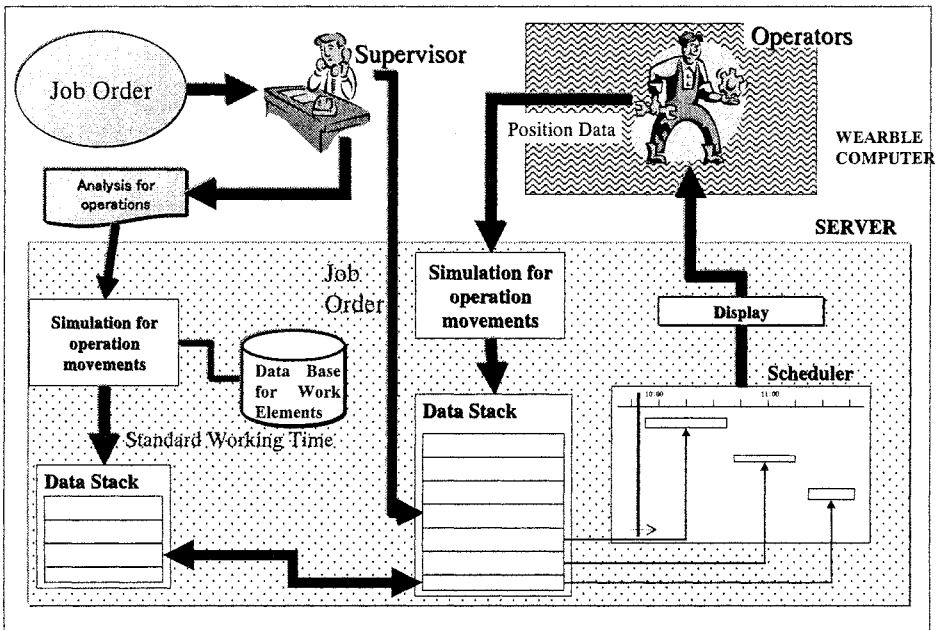 Job Order
Supervisor
Operators
Position Data
WEARBLE
COMPUTER
Analysis for
operations
SERVER
Job
Order
Simulation for
operation
movements
Simulation for
operation
movements
Display
Data Base
for Work
Elements
Scheduler
10:00
11:00
Data Stack
Standard Working Time
Data Stack